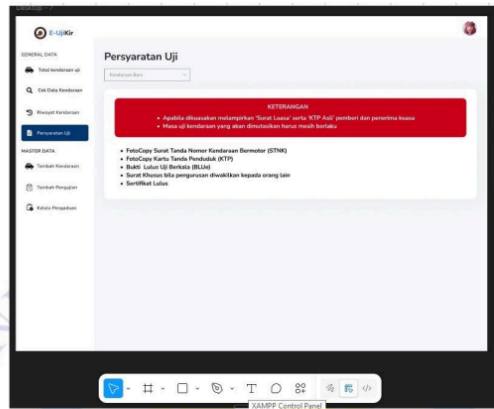 Desktop - 7
E-UjiKir
GENERAL DATA
Total kendaraan uji
Cek Data Kendaraan
Riwayat Kendaraan
Persyaratan Uji
MASTER DATA
Tambah Kendaraan
Tambah Pengujian
Kelola Pengaduan
Persyaratan Uji
Kendaraan Baru
KETERANGAN
Apabila dikuasakan melampirkan 'Surat Luasa' serta 'KTP Asli' pemberi dan penerima kuasa
Masa uji kendaraan yang akan dimutasikan harus masih berlaku
FotoCopy Surat Tanda Nomor Kendaraan Bermotor (STNK)
FotoCopy Kartu Tanda Penduduk (KTP)
Bukti Lulus Uji Berkala (BLUe)
Surat Khusus bila pengurusan diwakilkan kepada orang lain
Sertifikat Lulus
XAMPP Control Panel